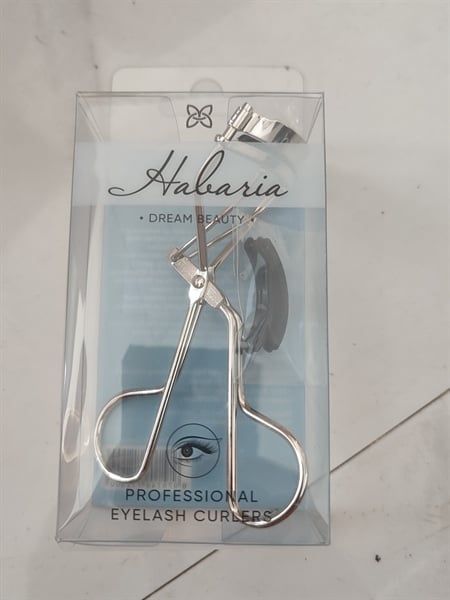 Habaria
• DREAM BEAUTY •
PROFESSIONAL
EYELASH CURLERS